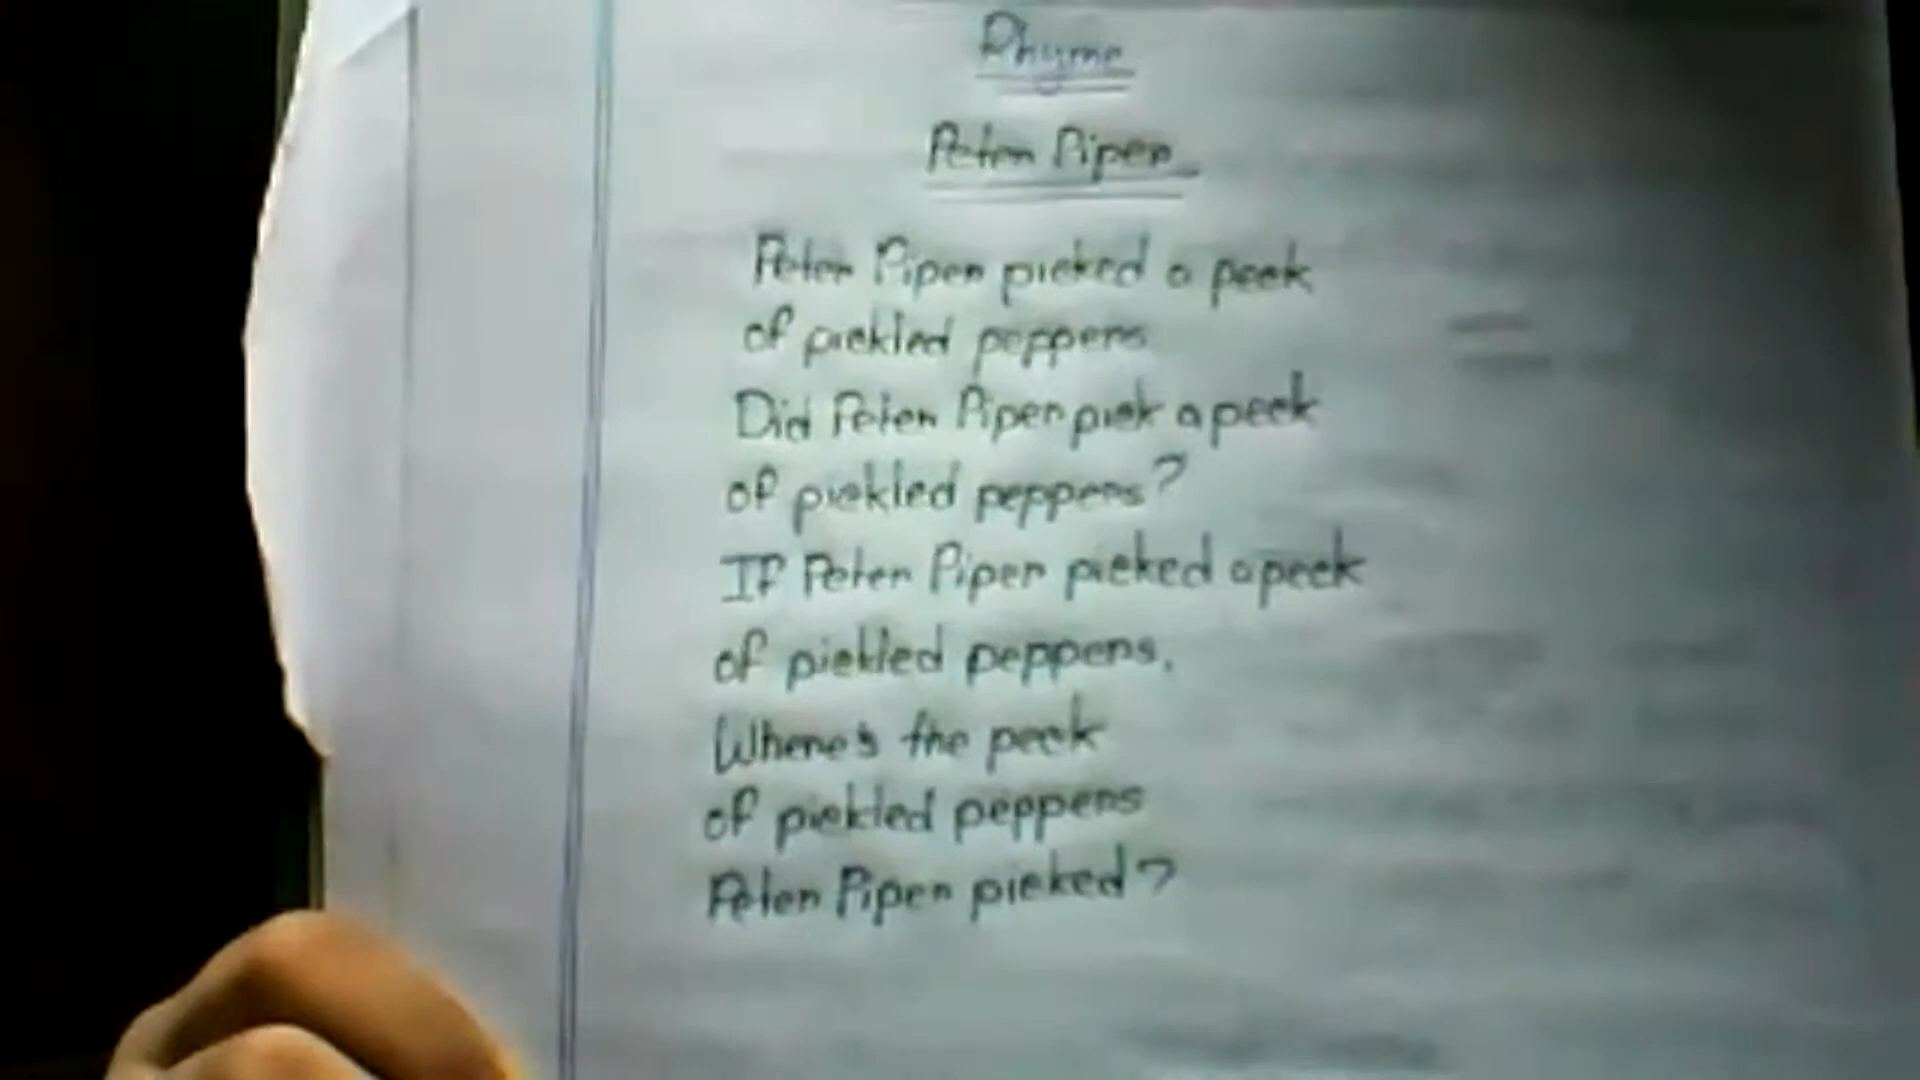 Rhyme
Peter Piper
Peter Piper picked a peck
of pickled peppers
Did Peter Piper pick a peck
of pickled peppers?
If Peter Piper picked a peck
of pickled peppers,
Where's the peck
of pickled peppers
Peter Piper picked?